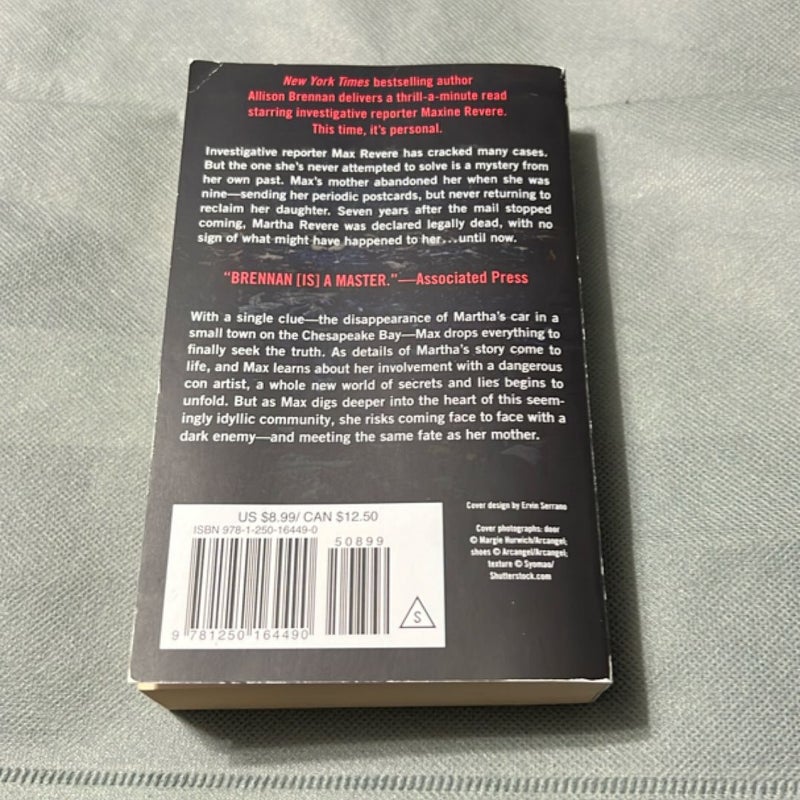 New York Times bestselling author
Allison Brennan delivers a thrill-a-minute read
starring investigative reporter Maxine Revere.
This time, it's personal.
Investigative reporter Max Revere has cracked many cases.
But the one she's never attempted to solve is a mystery from
her own past. Max's mother abandoned her when she was
nine—sending her periodic postcards, but never returning to
reclaim her daughter. Seven years after the mail stopped
coming, Martha Revere was declared legally dead, with no
sign of what might have happened to her...until now.
"BRENNAN [IS] A MASTER."—Associated Press
With a single clue—the disappearance of Martha's car in a
small town on the Chesapeake Bay—Max drops everything to
finally seek the truth. As details of Martha's story come to
life, and Max learns about her involvement with a dangerous
con artist, a whole new world of secrets and lies begins to
unfold. But as Max digs deeper into the heart of this seem-
ingly idyllic community, she risks coming face to face with a
dark enemy—and meeting the same fate as her mother.
US $8.99/ CAN $12.50
ISBN 978-1-250-16449-0
50899
9 781250 164490
S
Cover design by Ervin Serrano
Cover photographs: door
© Margie Hurwich/Arcangel;
shoes © Arcangel/Arcangel;
texture © Syomao/
Shutterstock.com